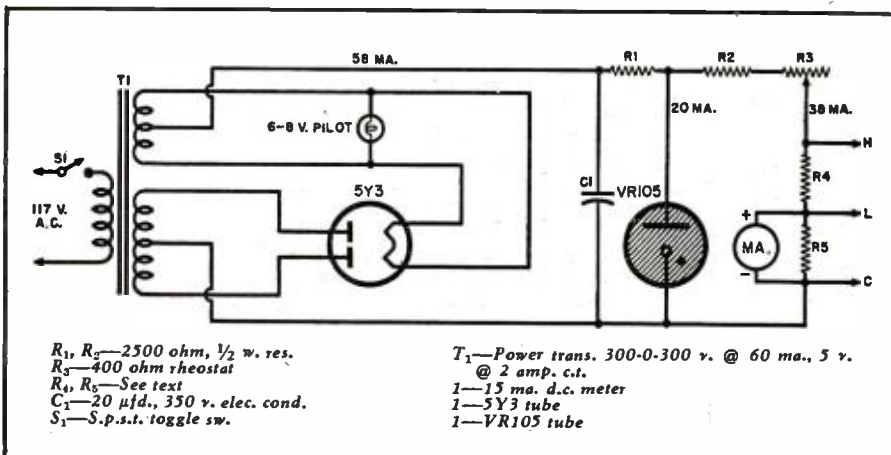 58 MA.
R1
R2
R3
T1
6-8 V. PILOT
20 MA.
38 MA.
H
S1
5Y3
C1
VR105
R4
117 V.
A.C.
+
MA.
-
L
R5
C
R₁, R₂—2500 ohm, ½ w. res.
R₃—400 ohm rheostat
R₄, R₅—See text
C₁—20 µfd., 350 v. elec. cond.
S₁—S.p.s.t. toggle sw.
T₁—Power trans. 300-0-300 v. @ 60 ma., 5 v.
@ 2 amp. c.t.
1—15 ma. d.c. meter
1—5Y3 tube
1—VR105 tube